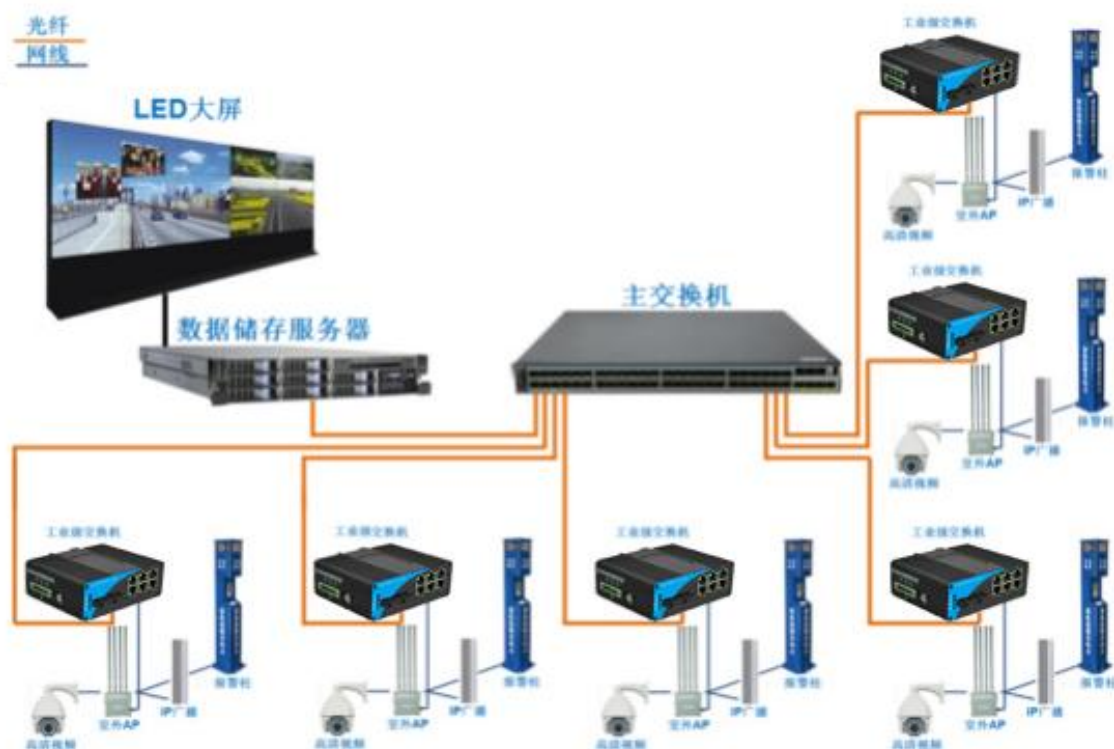 光纤
网线
LED大屏
数据储存服务器
主交换机
工业级交换机
高清视频
室外AP
IP广播
报警柱
工业级交换机
高清视频
室外AP
IP广播
报警柱
工业级交换机
高清视频
室外AP
IP广播
报警柱
工业级交换机
高清视频
室外AP
IP广播
报警柱
工业级交换机
高清视频
室外AP
IP广播
报警柱
工业级交换机
高清视频
室外AP
IP广播
报警柱